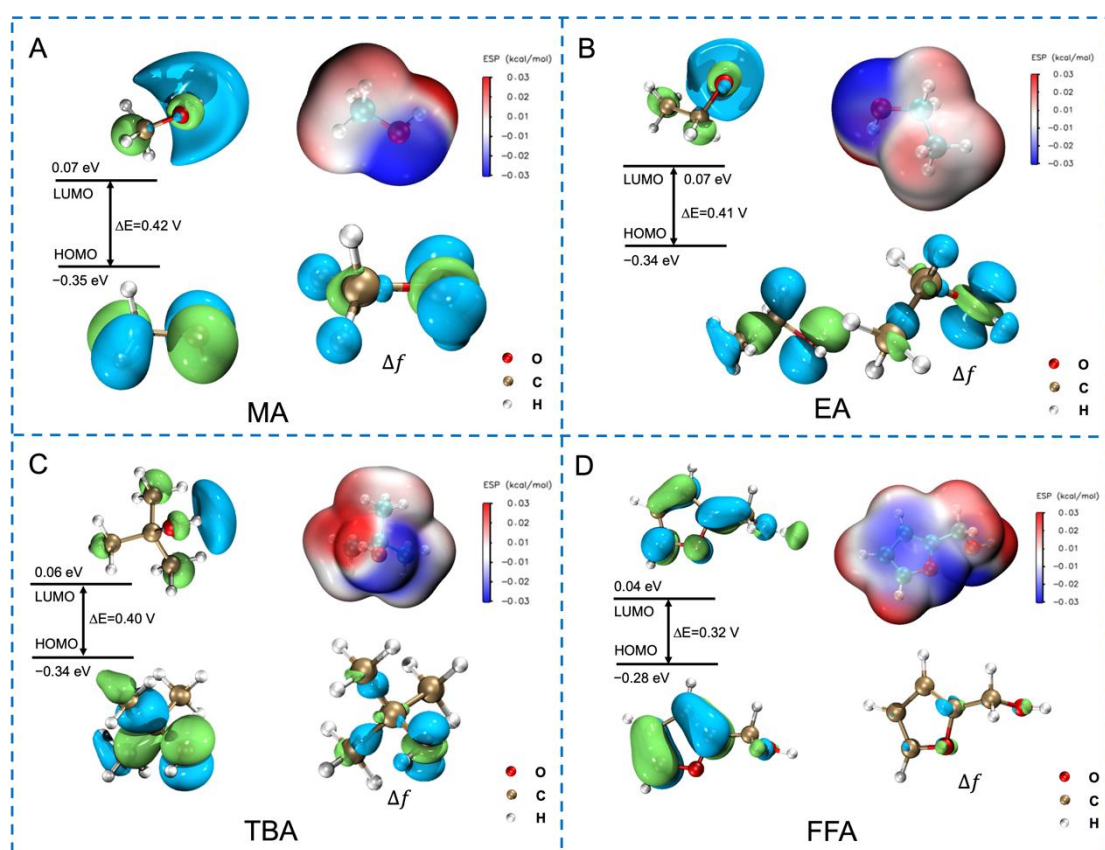 A
ESP (kcal/mol)
0.03
0.02
0.01
0.00
−0.01
−0.02
−0.03
0.07 eV
LUMO
ΔE=0.42 V
HOMO
−0.35 eV
Δf
O
C
H
MA
B
ESP (kcal/mol)
0.03
0.02
0.01
0.00
−0.01
−0.02
−0.03
LUMO 0.07 eV
ΔE=0.41 V
HOMO
−0.34 eV
Δf
O
C
H
EA
C
ESP (kcal/mol)
0.03
0.02
0.01
0.00
−0.01
−0.02
−0.03
0.06 eV
LUMO
ΔE=0.40 V
HOMO
−0.34 eV
Δf
O
C
H
TBA
D
ESP (kcal/mol)
0.03
0.02
0.01
0.00
−0.01
−0.02
−0.03
0.04 eV
LUMO
ΔE=0.32 V
HOMO
−0.28 eV
Δf
O
C
H
FFA